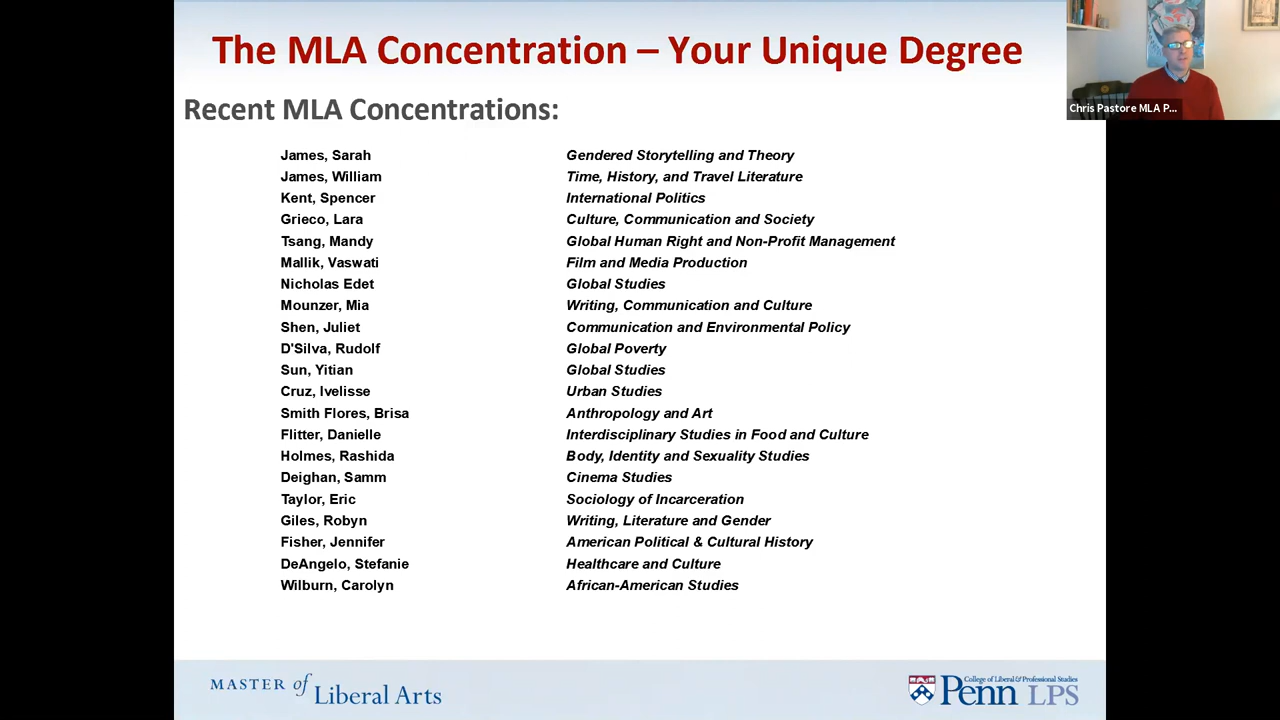 The MLA Concentration – Your Unique Degree
Chris Pastore MLA P...
Recent MLA Concentrations:
James, Sarah Gendered Storytelling and Theory
James, William Time, History, and Travel Literature
Kent, Spencer International Politics
Grieco, Lara Culture, Communication and Society
Tsang, Mandy Global Human Right and Non-Profit Management
Mallik, Vaswati Film and Media Production
Nicholas Edet Global Studies
Mounzer, Mia Writing, Communication and Culture
Shen, Juliet Communication and Environmental Policy
D'Silva, Rudolf Global Poverty
Sun, Yitian Global Studies
Cruz, Ivelisse Urban Studies
Smith Flores, Brisa Anthropology and Art
Flitter, Danielle Interdisciplinary Studies in Food and Culture
Holmes, Rashida Body, Identity and Sexuality Studies
Deighan, Samm Cinema Studies
Taylor, Eric Sociology of Incarceration
Giles, Robyn Writing, Literature and Gender
Fisher, Jennifer American Political & Cultural History
DeAngelo, Stefanie Healthcare and Culture
Wilburn, Carolyn African-American Studies
MASTER of Liberal Arts
College of Liberal & Professional Studies
Penn LPS